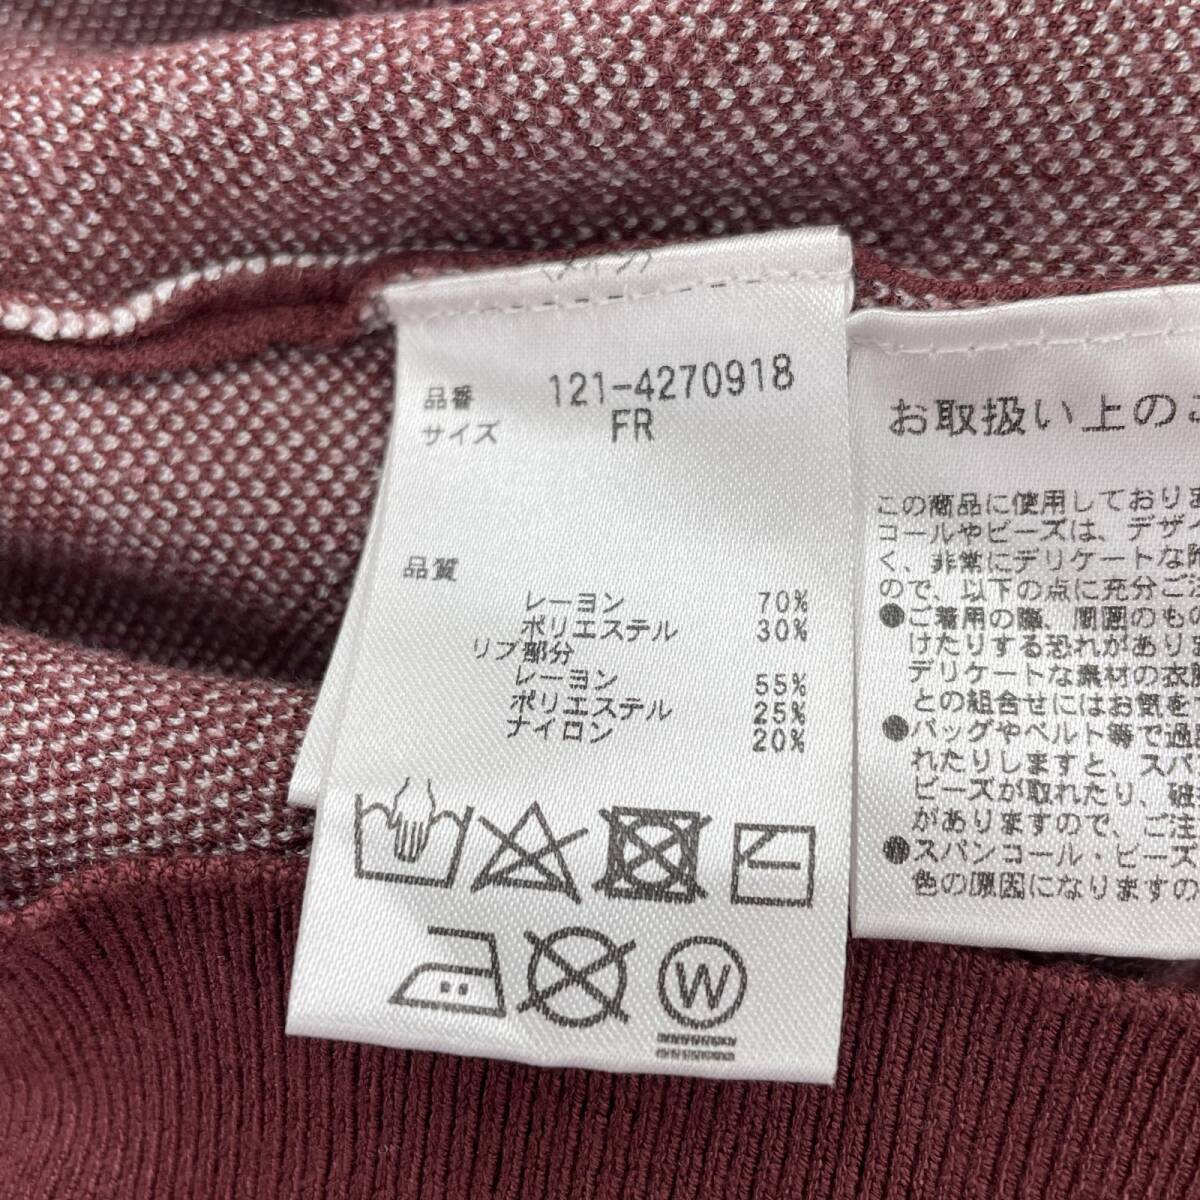 品番 121-4270918
サイズ FR
品質
レーヨン 70%
ポリエステル 30%
リブ部分
レーヨン 55%
ポリエステル 25%
ナイロン 20%
W
お取扱い上の
この商品に使用しており
コールやビーズは、デザイ
く、非常にデリケートな
ので、以下の点に充分ご
●ご着用の際、周囲のもの
けたりする恐れがあり
デリケートな素材の衣
との組合せにはお気を
●バッグやベルト等で過
れたりしますと、スパ
ビーズが取れたり、破
がありますので、ご注
●スパンコール・ビーズ
色の原因になりますの